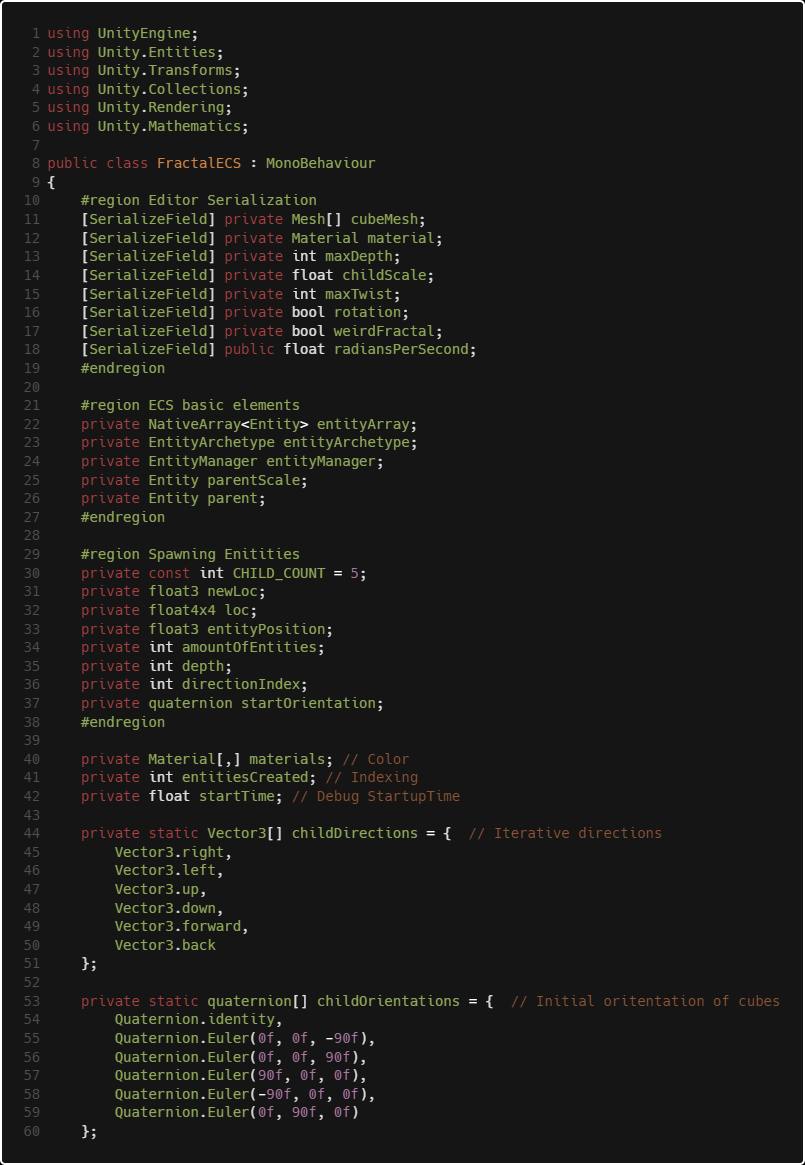 1 using UnityEngine;
2 using Unity.Entities;
3 using Unity.Transforms;
4 using Unity.Collections;
5 using Unity.Rendering;
6 using Unity.Mathematics;
7
8 public class FractalECS : MonoBehaviour
9 {
10     #region Editor Serialization
11     [SerializeField] private Mesh[] cubeMesh;
12     [SerializeField] private Material material;
13     [SerializeField] private int maxDepth;
14     [SerializeField] private float childScale;
15     [SerializeField] private int maxTwist;
16     [SerializeField] private bool rotation;
17     [SerializeField] private bool weirdFractal;
18     [SerializeField] public float radiansPerSecond;
19     #endregion
20
21     #region ECS basic elements
22     private NativeArray<Entity> entityArray;
23     private EntityArchetype entityArchetype;
24     private EntityManager entityManager;
25     private Entity parentScale;
26     private Entity parent;
27     #endregion
28
29     #region Spawning Enitities
30     private const int CHILD_COUNT = 5;
31     private float3 newLoc;
32     private float4x4 loc;
33     private float3 entityPosition;
34     private int amountOfEntities;
35     private int depth;
36     private int directionIndex;
37     private quaternion startOrientation;
38     #endregion
39
40     private Material[,] materials; // Color
41     private int entitiesCreated; // Indexing
42     private float startTime; // Debug StartupTime
43
44     private static Vector3[] childDirections = {  // Iterative directions
45         Vector3.right,
46         Vector3.left,
47         Vector3.up,
48         Vector3.down,
49         Vector3.forward,
50         Vector3.back
51     };
52
53     private static quaternion[] childOrientations = {  // Initial oritentation of cubes
54         Quaternion.identity,
55         Quaternion.Euler(0f, 0f, -90f),
56         Quaternion.Euler(0f, 0f, 90f),
57         Quaternion.Euler(90f, 0f, 0f),
58         Quaternion.Euler(-90f, 0f, 0f),
59         Quaternion.Euler(0f, 90f, 0f)
60     };